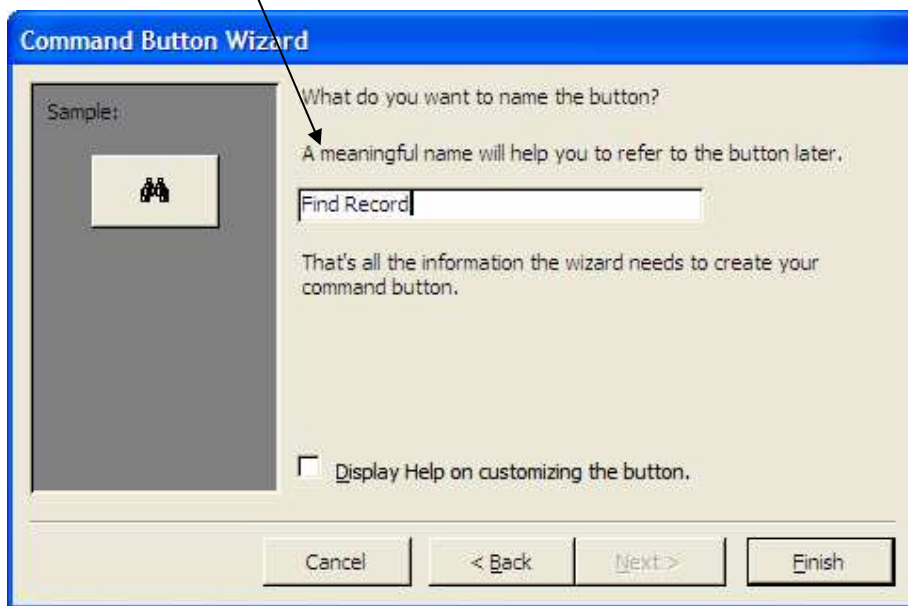 Command Button Wizard
Sample:
What do you want to name the button?
A meaningful name will help you to refer to the button later.
Find Record
That's all the information the wizard needs to create your
command button.
Display Help on customizing the button.
Cancel
< Back
Next >
Finish